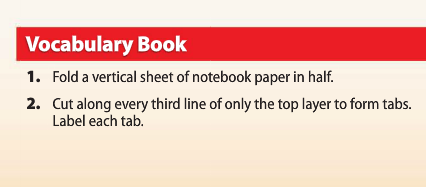 Vocabulary Book
1. Fold a vertical sheet of notebook paper in half.
2. Cut along every third line of only the top layer to form tabs.
Label each tab.